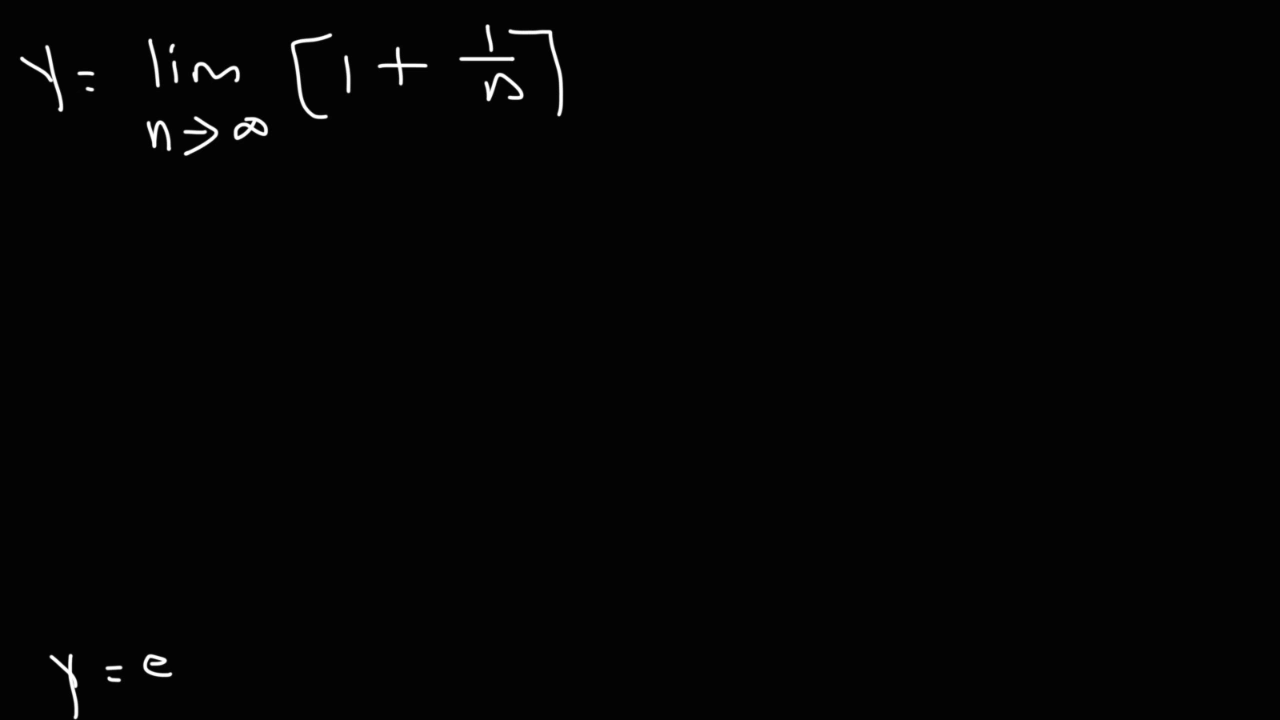 y = lim n→∞ [1 + 1/n]
y = e